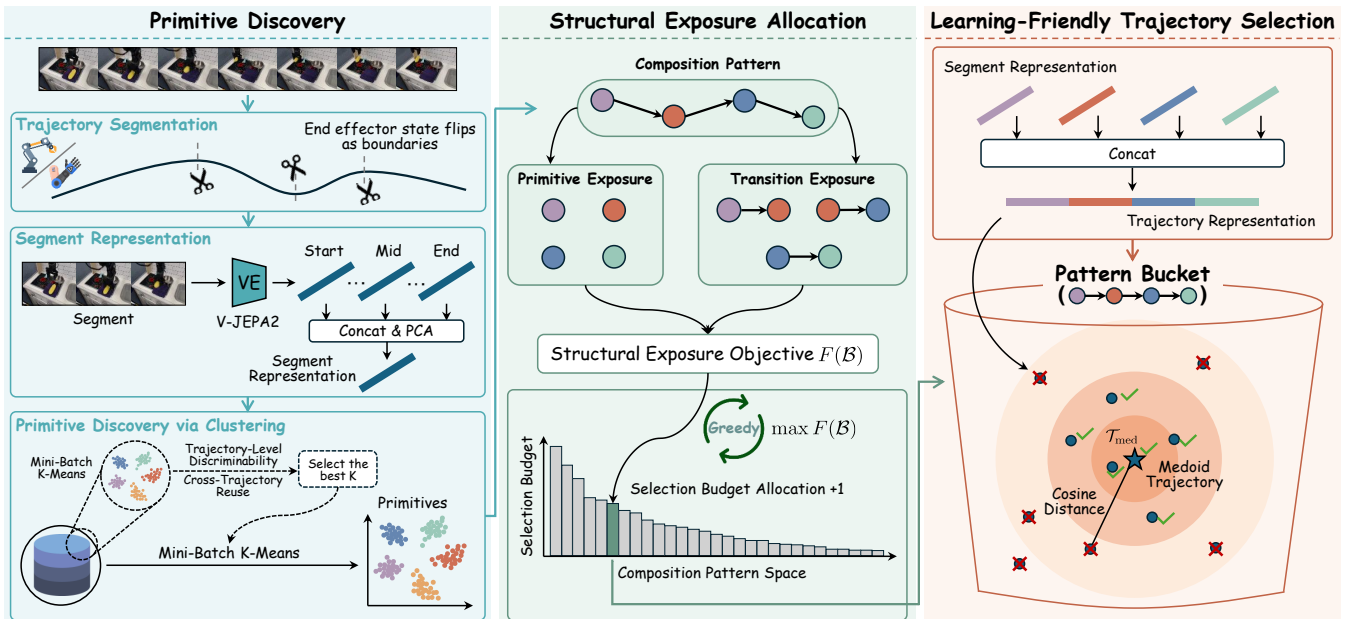 Primitive Discovery
Trajectory Segmentation
End effector state flips
as boundaries
Segment Representation
Start
Mid
End
...
...
VE
V-JEPA2
Segment
Concat & PCA
Segment
Representation
Primitive Discovery via Clustering
Mini-Batch
K-Means
Trajectory-Level
Discriminability
Cross-Trajectory
Reuse
Select the
best K
Primitives
Mini-Batch K-Means
Structural Exposure Allocation
Composition Pattern
Primitive Exposure
Transition Exposure
Structural Exposure Objective F(ℬ)
Greedy
max F(ℬ)
Selection Budget
Selection Budget Allocation +1
Composition Pattern Space
Learning-Friendly Trajectory Selection
Segment Representation
Concat
Trajectory Representation
Pattern Bucket
( )
𝒯med
Medoid
Trajectory
Cosine
Distance